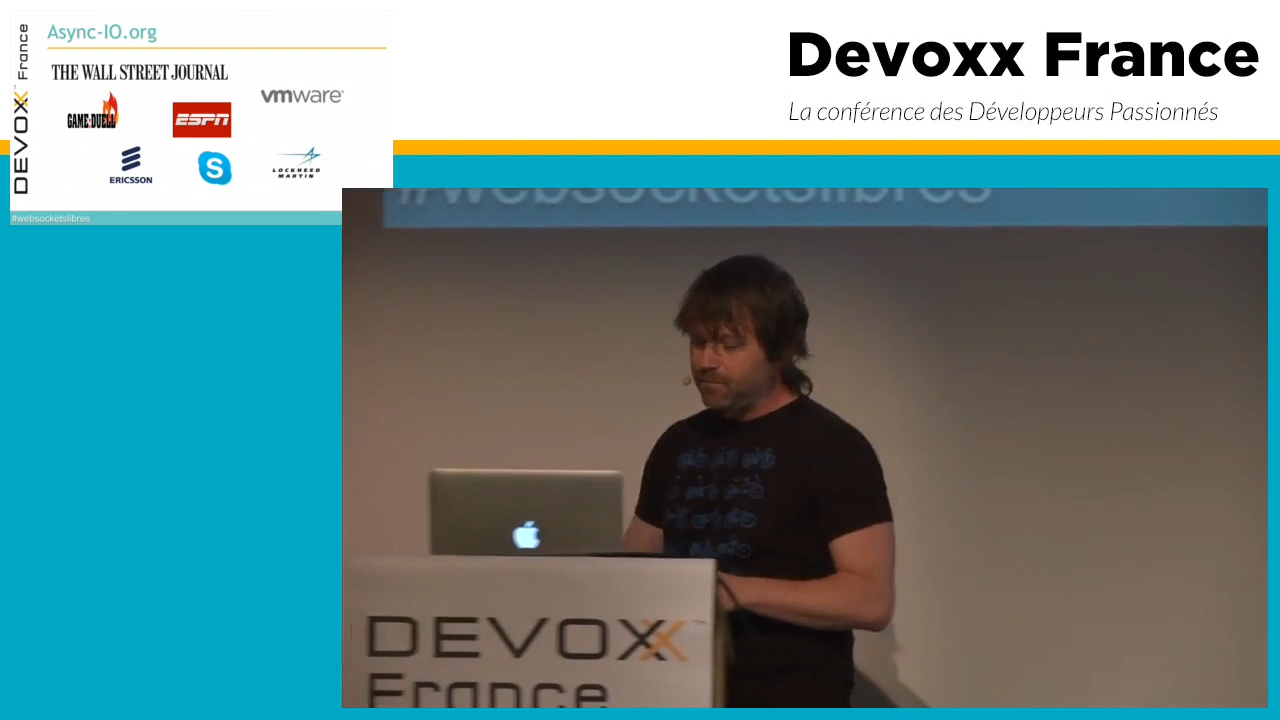 Async-IO.org
DEVOXX France
THE WALL STREET JOURNAL
vmware
GAME DUELL
ESPN
ERICSSON
S
LOCKHEED MARTIN
#websocketslibres
Devoxx France
La conférence des Développeurs Passionnés
#websocketslibres
DEVOXX
France